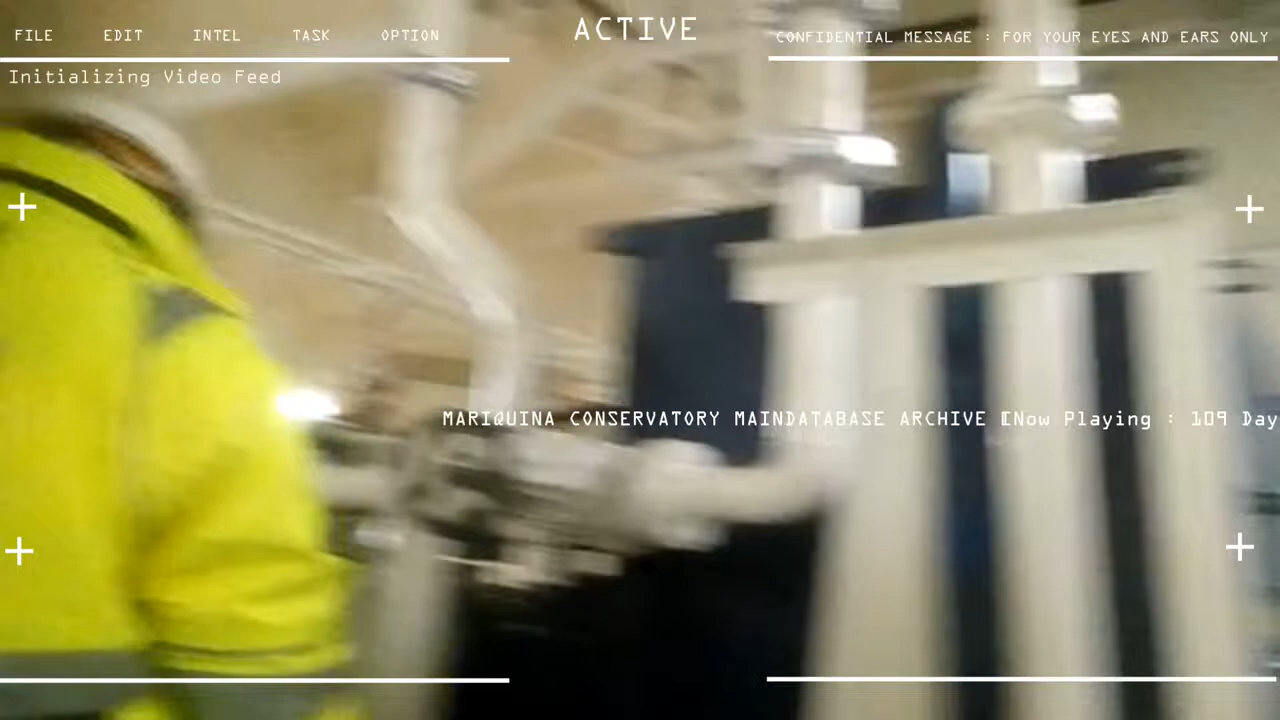 FILE EDIT INTEL TASK OPTION
ACTIVE
CONFIDENTIAL MESSAGE : FOR YOUR EYES AND EARS ONLY
Initializing Video Feed
MARIQUINA CONSERVATORY MAINDATABASE ARCHIVE Now Playing : 109 Day